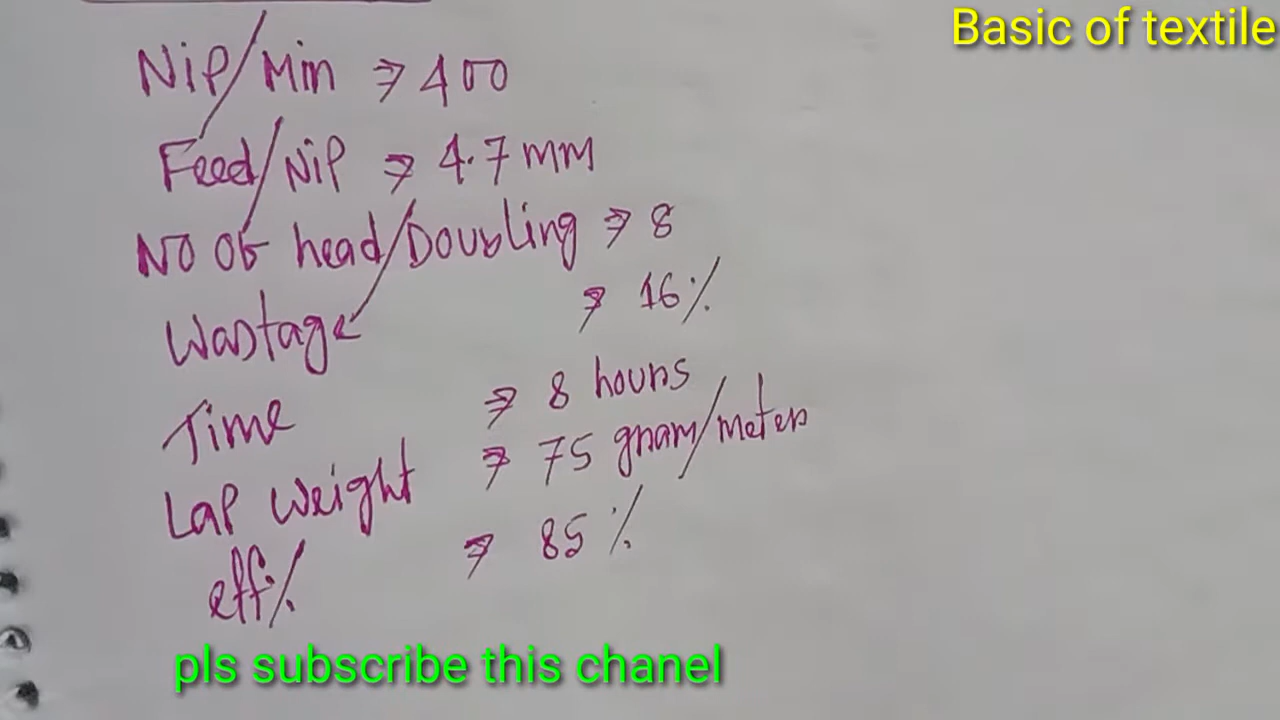 Basic of textile
Nip/Min ⇒ 400
Feed/Nip ⇒ 4.7 mm
No of head/Doubling ⇒ 8
Wastage ⇒ 16%
Time ⇒ 8 hours
Lap weight ⇒ 75 gram/meter
eff% ⇒ 85%
pls subscribe this chanel